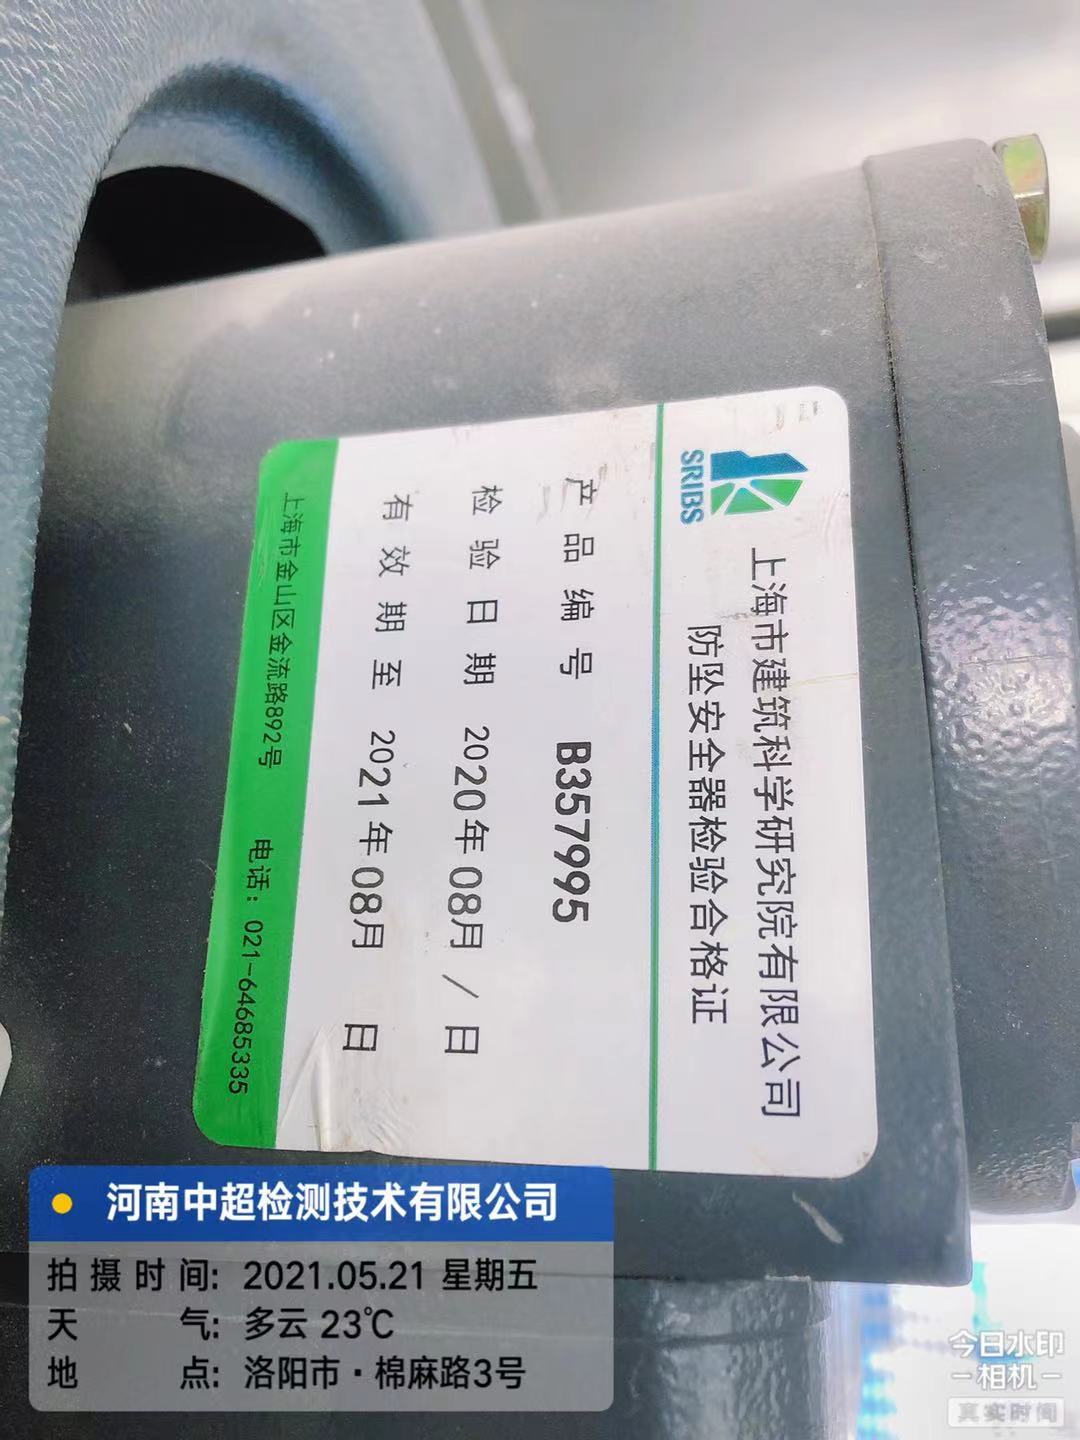 SRIBS
上海市建筑科学研究院有限公司
防坠安全器检验合格证
产品编号 B357995
检验日期 2020年08月/日
有效期至 2021年08月 日
上海市金山区金流路892号 电话：021-64685335
河南中超检测技术有限公司
拍摄时间: 2021.05.21 星期五
天气: 多云 23℃
地点: 洛阳市·棉麻路3号
今日水印
相机
真实时间